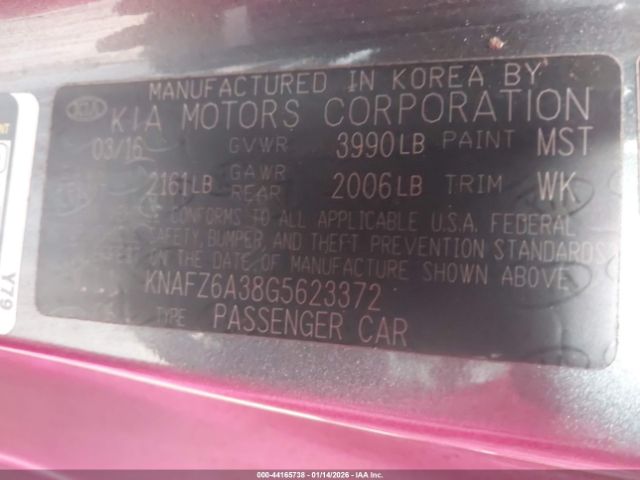 MANUFACTURED IN KOREA BY
KIA KIA MOTORS CORPORATION
03/16 GVWR 3990LB PAINT MST
2161LB GAWR REAR 2006LB TRIM WK
CONFORMS TO ALL APPLICABLE U.S.A. FEDERAL
SAFETY, BUMPER, AND THEFT PREVENTION STANDARDS
DATE OF MANUFACTURE SHOWN ABOVE.
KNAFZ6A38G5623372
TYPE PASSENGER CAR
Y79
000-44165738 - 01/14/2026 - IAA Inc.